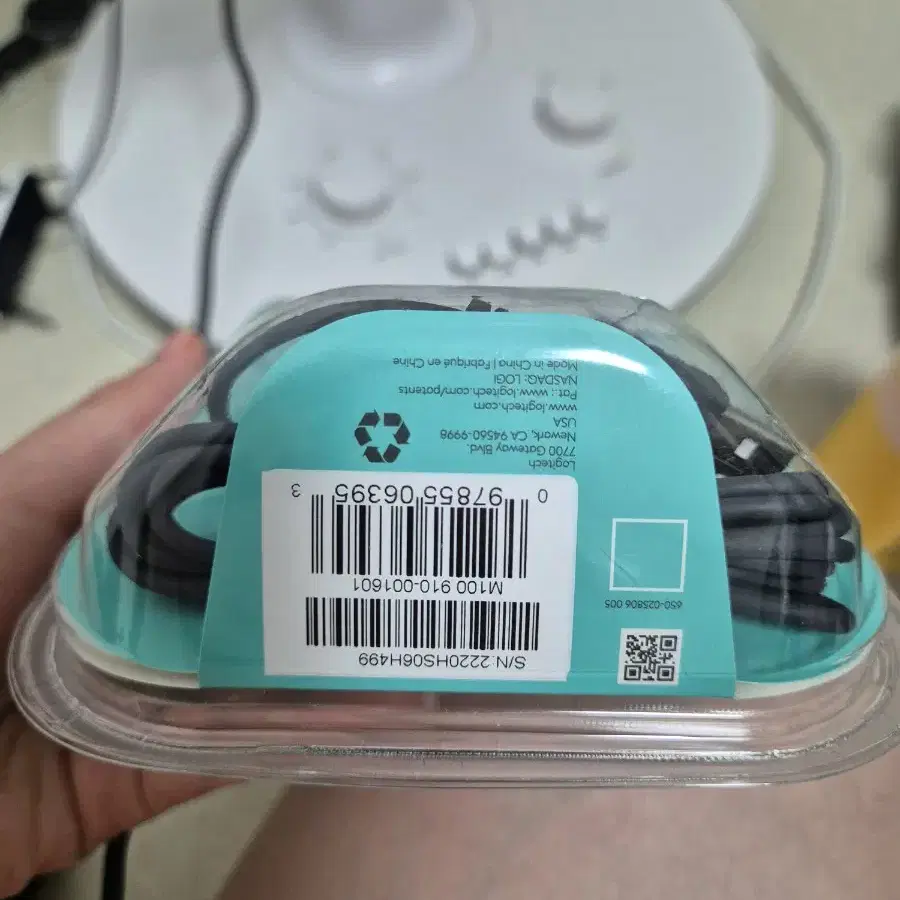 S/N: 2220HS06H499
M100 910-001601
0 97855 06395 3
650-025806 005
Logitech
7700 Gateway Blvd.
Newark, CA 94560-9998
USA
www.logitech.com
Pat.: www.logitech.com/patents
NASDAQ: LOGI
Made in China | Fabriqué en Chine